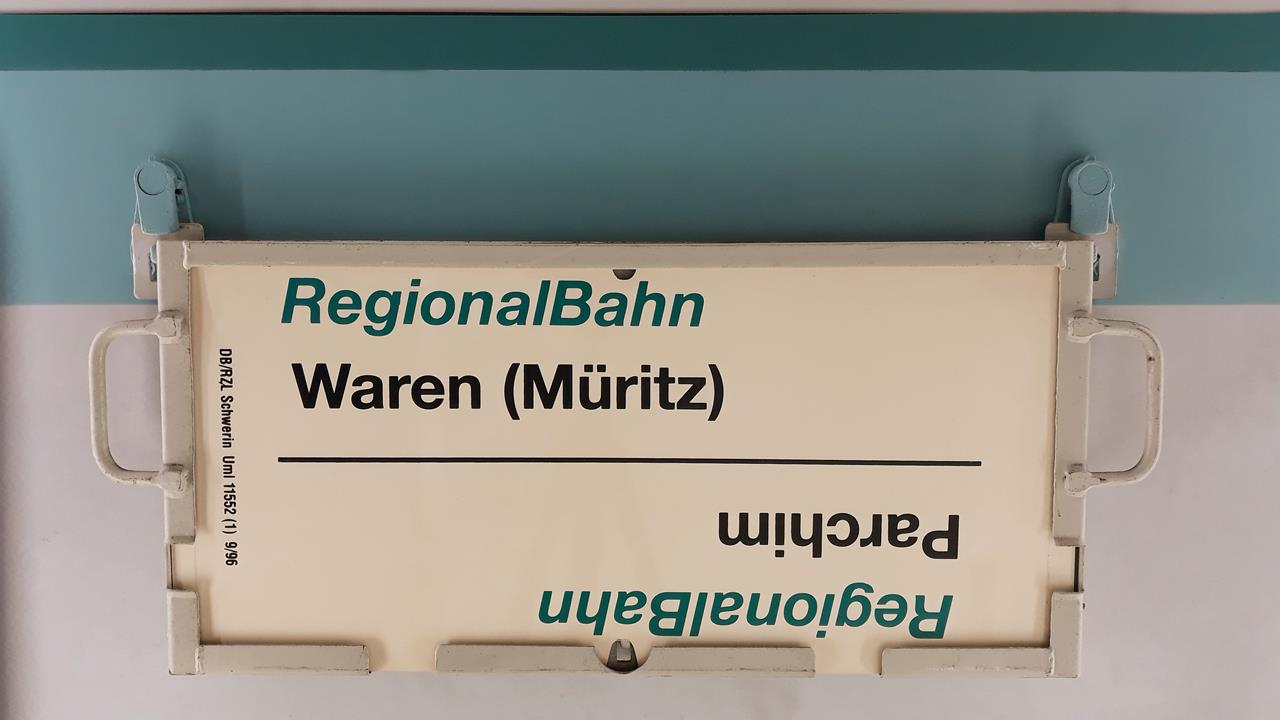 RegionalBahn
Waren (Müritz)
Parchim
RegionalBahn
DB/RZL Schwerin Uml 11552 (1) 9/96